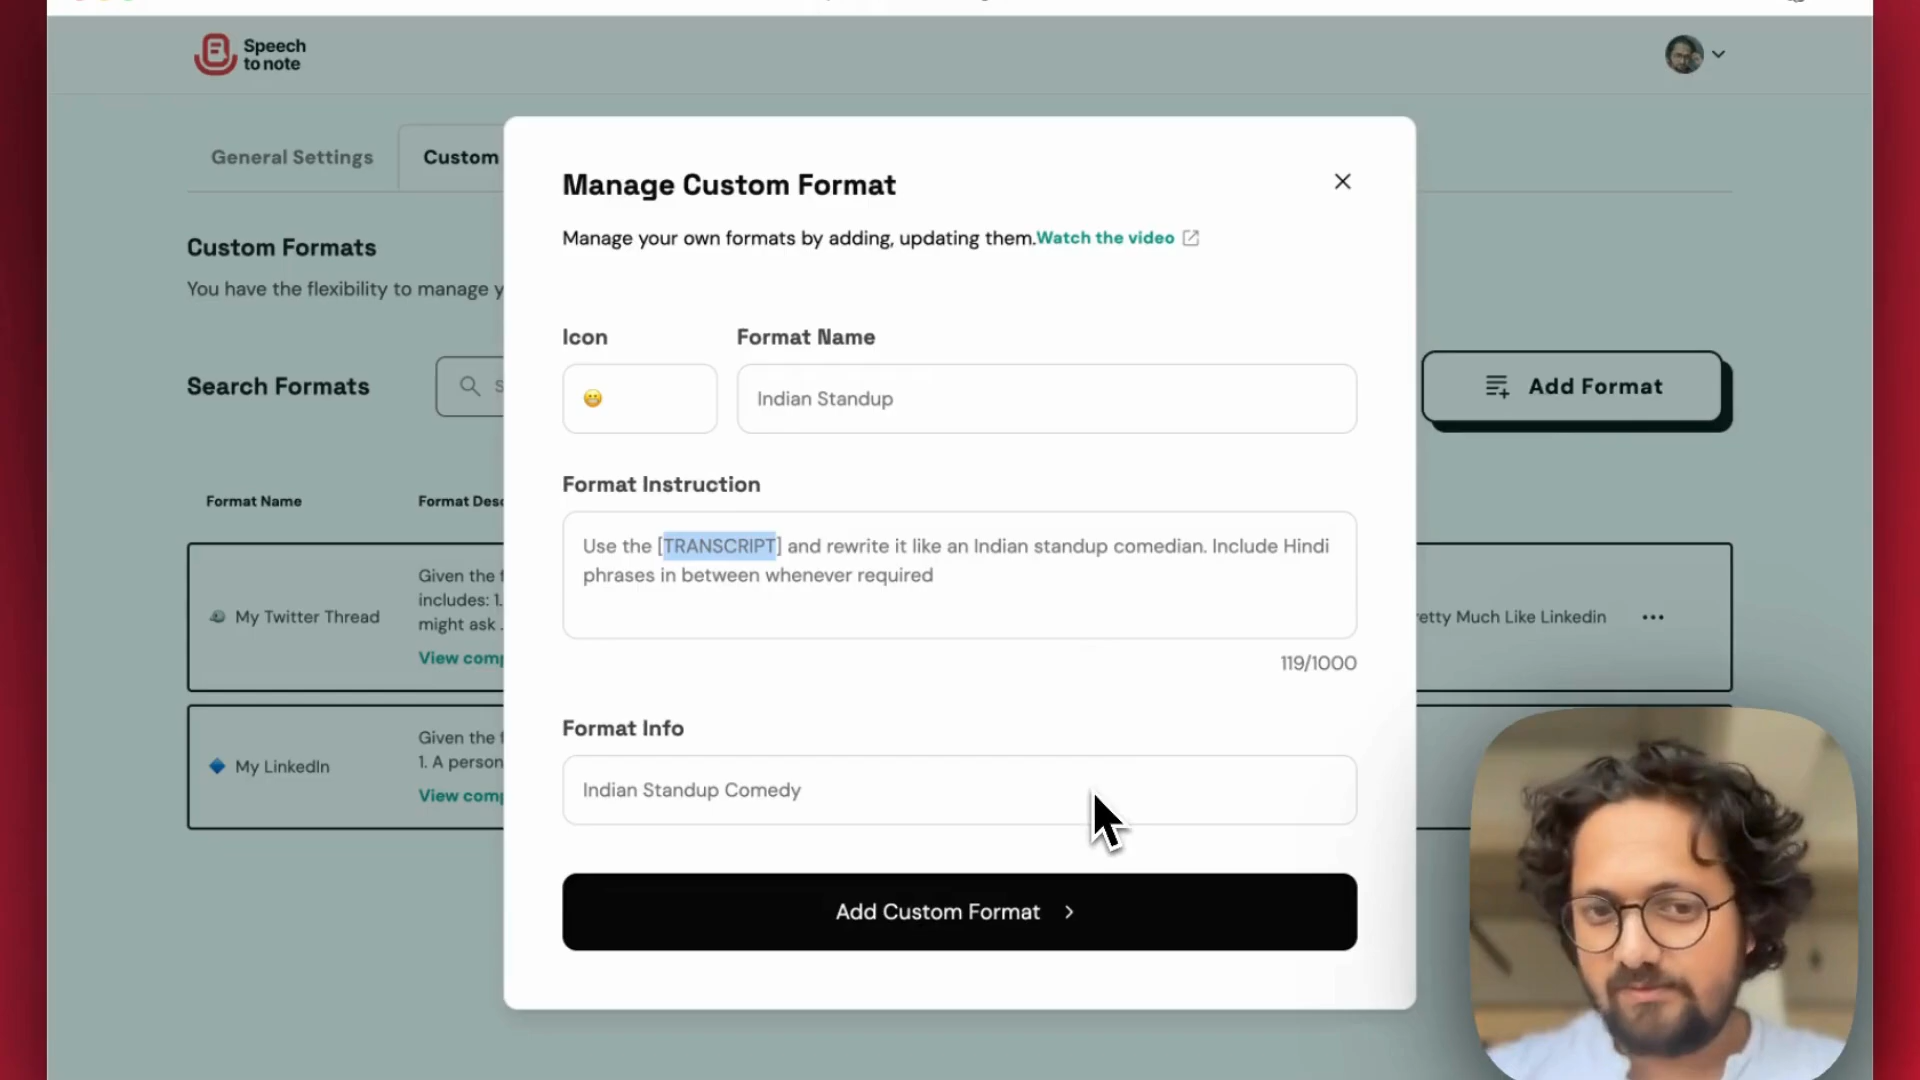 Speech
to note
General Settings
Custom
Custom Formats
You have the flexibility to manage y
Search Formats
S
Add Format
Format Name
Format Desc
My Twitter Thread
Given the f
includes: 1.
might ask ..
View comp
etty Much Like Linkedin
My LinkedIn
Given the f
1. A person
View comp
Manage Custom Format
Manage your own formats by adding, updating them.Watch the video
Icon
Format Name
Indian Standup
Format Instruction
Use the [TRANSCRIPT] and rewrite it like an Indian standup comedian. Include Hindi
phrases in between whenever required
119/1000
Format Info
Indian Standup Comedy
Add Custom Format